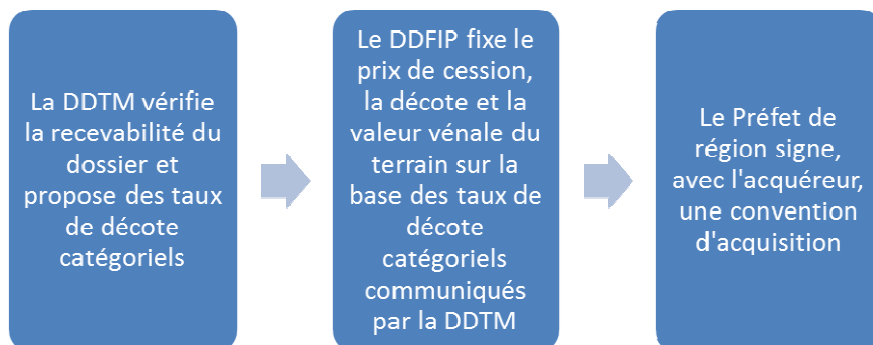 La DDTM vérifie
la recevabilité du
dossier et
propose des taux
de décote
catégoriels
Le DDFIP fixe le
prix de cession,
la décote et la
valeur vénale du
terrain sur la
base des taux de
décote
catégoriels
communiqués
par la DDTM
Le Préfet de
région signe,
avec l'acquéreur,
une convention
d'acquisition